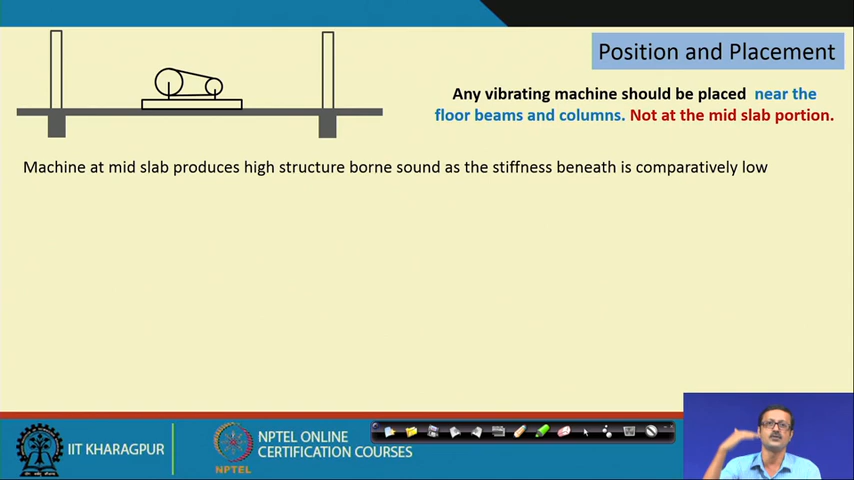 Position and Placement
Any vibrating machine should be placed near the
floor beams and columns. Not at the mid slab portion.
Machine at mid slab produces high structure borne sound as the stiffness beneath is comparatively low
IIT KHARAGPUR
NPTEL
NPTEL ONLINE
CERTIFICATION COURSES